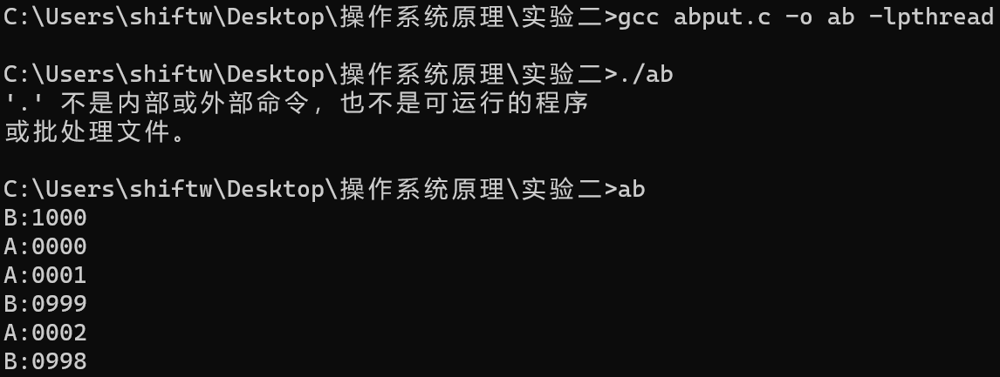 C:\Users\shiftw\Desktop\操作系统原理\实验二>gcc abput.c -o ab -lpthread
C:\Users\shiftw\Desktop\操作系统原理\实验二>./ab
'.' 不是内部或外部命令，也不是可运行的程序
或批处理文件。
C:\Users\shiftw\Desktop\操作系统原理\实验二>ab
B:1000
A:0000
A:0001
B:0999
A:0002
B:0998